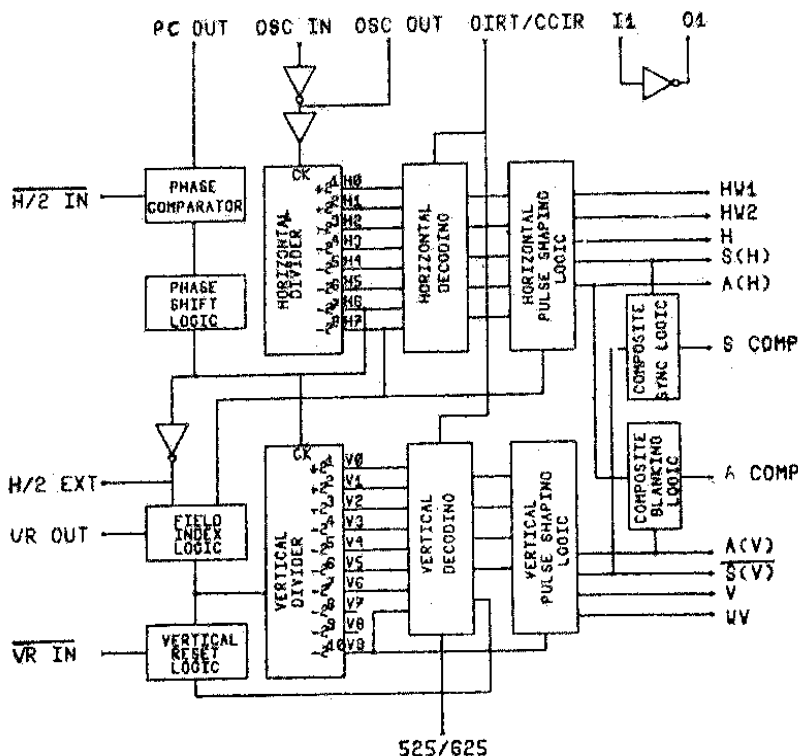 PC OUT OSC IN OSC OUT OIRT/CCIR I1 O1
H/2 IN
PHASE
COMPARATOR
PHASE
SHIFT
LOGIC
CK
HORIZONTAL
DIVIDER
H0
H1
H2
H3
H4
H5
H6
H7
HORIZONTAL
DECODING
HORIZONTAL
PULSE SHAPING
LOGIC
HW1
HW2
H
S(H)
A(H)
COMPOSITE
SYNC LOGIC
S COMP
COMPOSITE
BLANKING
LOGIC
A COMP
H/2 EXT
VR OUT
FIELD
INDEX
LOGIC
VR IN
VERTICAL
RESET
LOGIC
CK
VERTICAL
DIVIDER
V0
V1
V2
V3
V4
V5
V6
V7
V8
V9
VERTICAL
DECODING
VERTICAL
PULSE SHAPING
LOGIC
A(V)
S(V)
V
WV
525/625